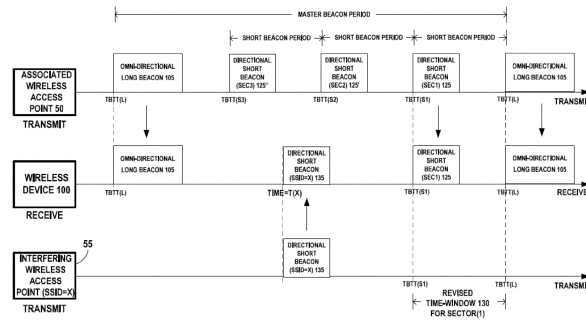 MASTER BEACON PERIOD
SHORT BEACON PERIOD
SHORT BEACON PERIOD
SHORT BEACON PERIOD
ASSOCIATED
WIRELESS
ACCESS
POINT 50
TRANSMIT
OMNI-DIRECTIONAL
LONG BEACON 105
DIRECTIONAL
SHORT
BEACON
(SEC3) 125"
DIRECTIONAL
SHORT
BEACON
(SEC2) 125'
DIRECTIONAL
SHORT
BEACON
(SEC1) 125
OMNI-DIRECTIONAL
LONG BEACON 105
TBTT(L)
TBTT(S3)
TBTT(S2)
TBTT(S1)
TBTT(L)
TRANSMIT
WIRELESS
DEVICE 100
RECEIVE
OMNI-DIRECTIONAL
LONG BEACON 105
DIRECTIONAL
SHORT
BEACON
(SSID=X) 135
DIRECTIONAL
SHORT
BEACON
(SEC1) 125
OMNI-DIRECTIONAL
LONG BEACON 105
TBTT(L)
TIME=T(X)
TBTT(S1)
TBTT(L)
RECEIVE
55
INTERFERING
WIRELESS
ACCESS
POINT (SSID=X)
TRANSMIT
DIRECTIONAL
SHORT
BEACON
(SSID=X) 135
TBTT(S1)
TBTT(L)
TRANSMIT
REVISED
TIME-WINDOW 130
FOR SECTOR(1)